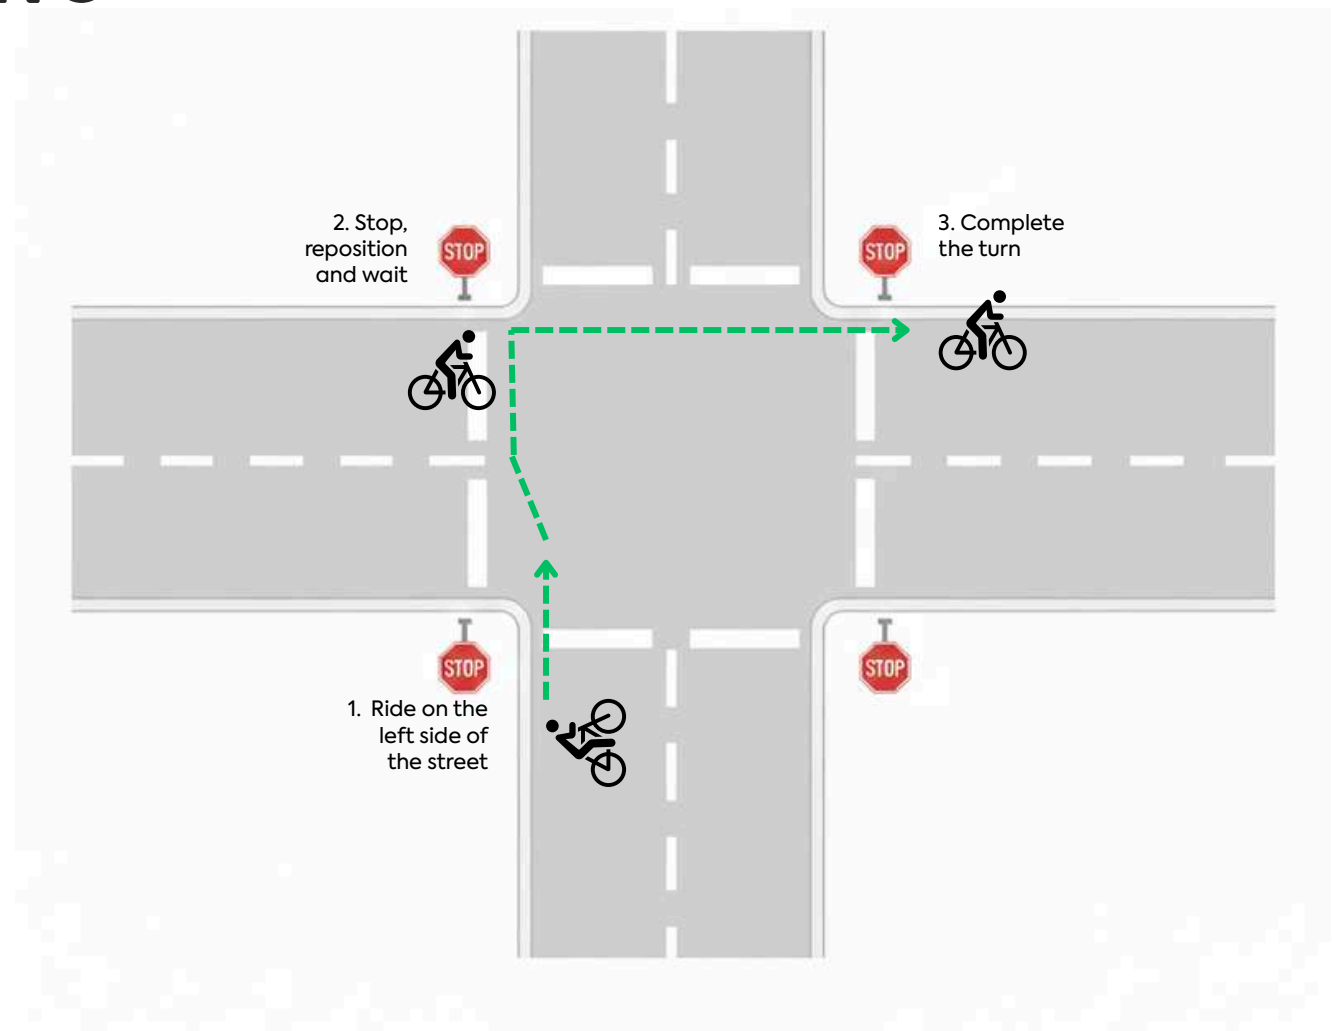 2. Stop,
reposition
and wait
STOP
STOP
3. Complete
the turn
STOP
STOP
1. Ride on the
left side of
the street